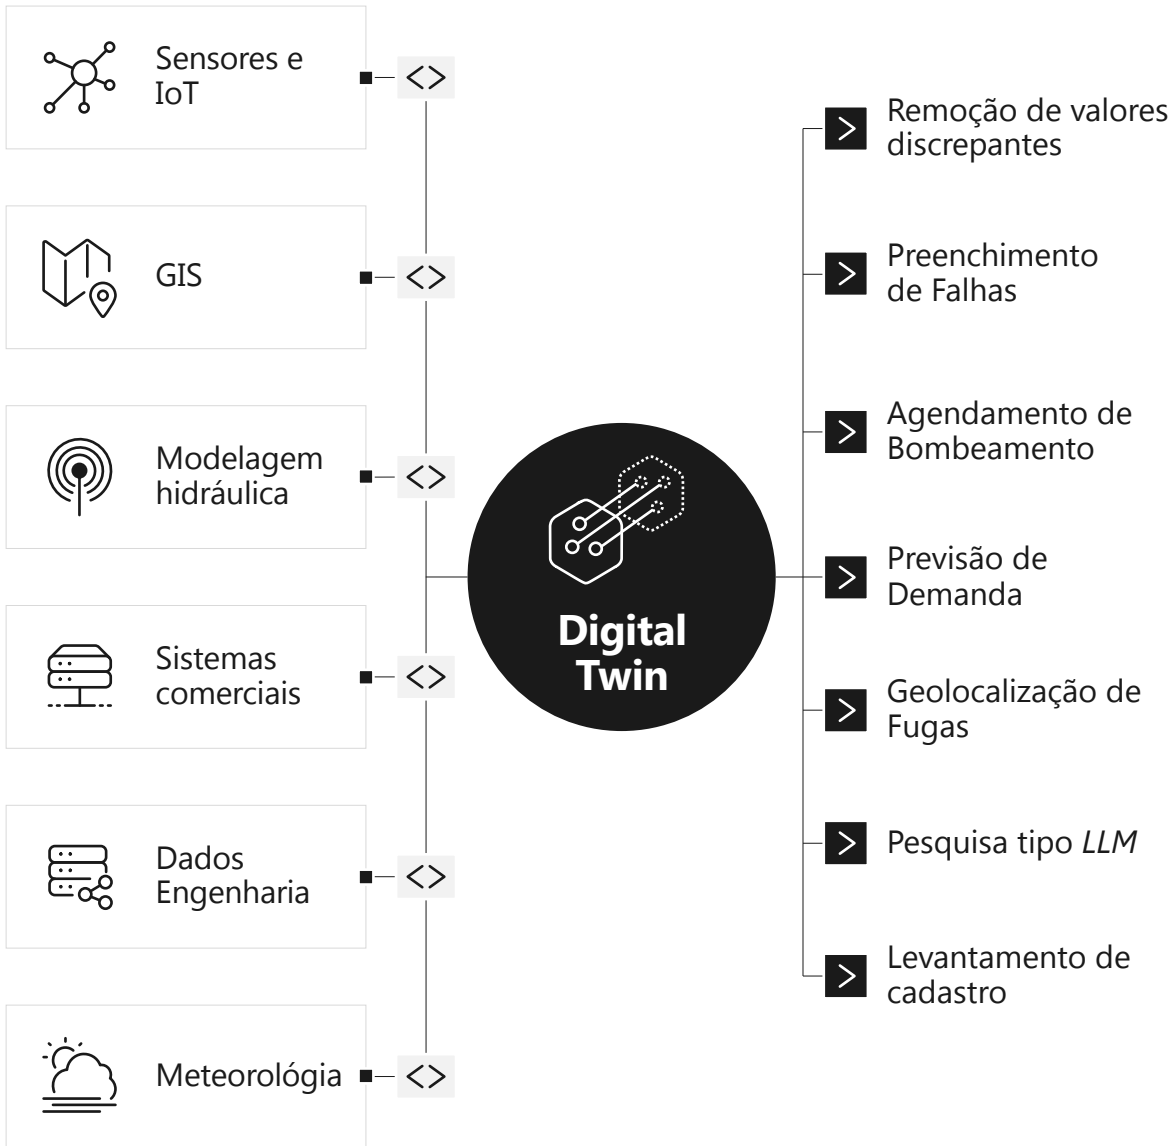 Sensores e
IoT
GIS
Modelagem
hidráulica
Sistemas
comerciais
Dados
Engenharia
Meteorológia
Digital
Twin
Remoção de valores
discrepantes
Preenchimento
de Falhas
Agendamento de
Bombeamento
Previsão de
Demanda
Geolocalização de
Fugas
Pesquisa tipo LLM
Levantamento de
cadastro